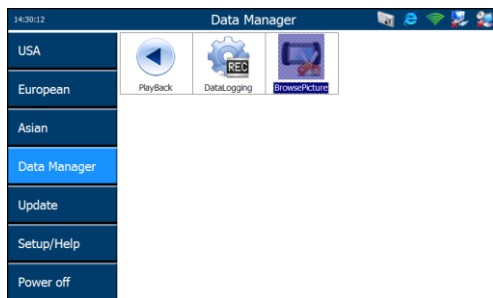 14:30:12
Data Manager
USA
European
Asian
Data Manager
Update
Setup/Help
Power off
REC
PlayBack
DataLogging
BrowsePicture